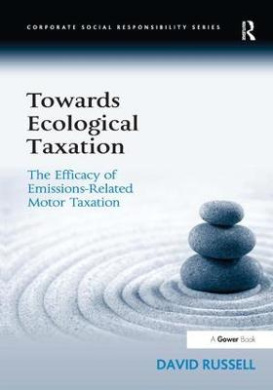 CORPORATE SOCIAL RESPONSIBILITY SERIES
R
Towards
Ecological
Taxation
The Efficacy of
Emissions-Related
Motor Taxation
A Gower Book
DAVID RUSSELL